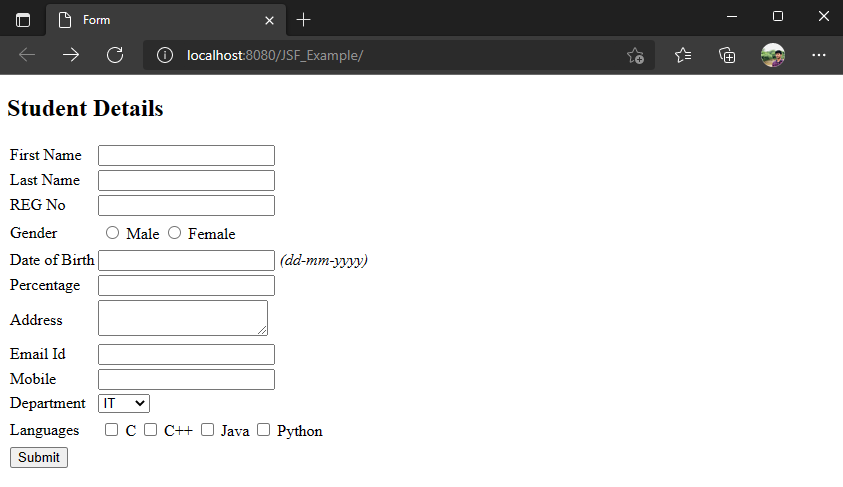 Form
localhost:8080/JSF_Example/
Student Details
First Name
Last Name
REG No
Gender Male Female
Date of Birth (dd-mm-yyyy)
Percentage
Address
Email Id
Mobile
Department IT
Languages C C++ Java Python
Submit